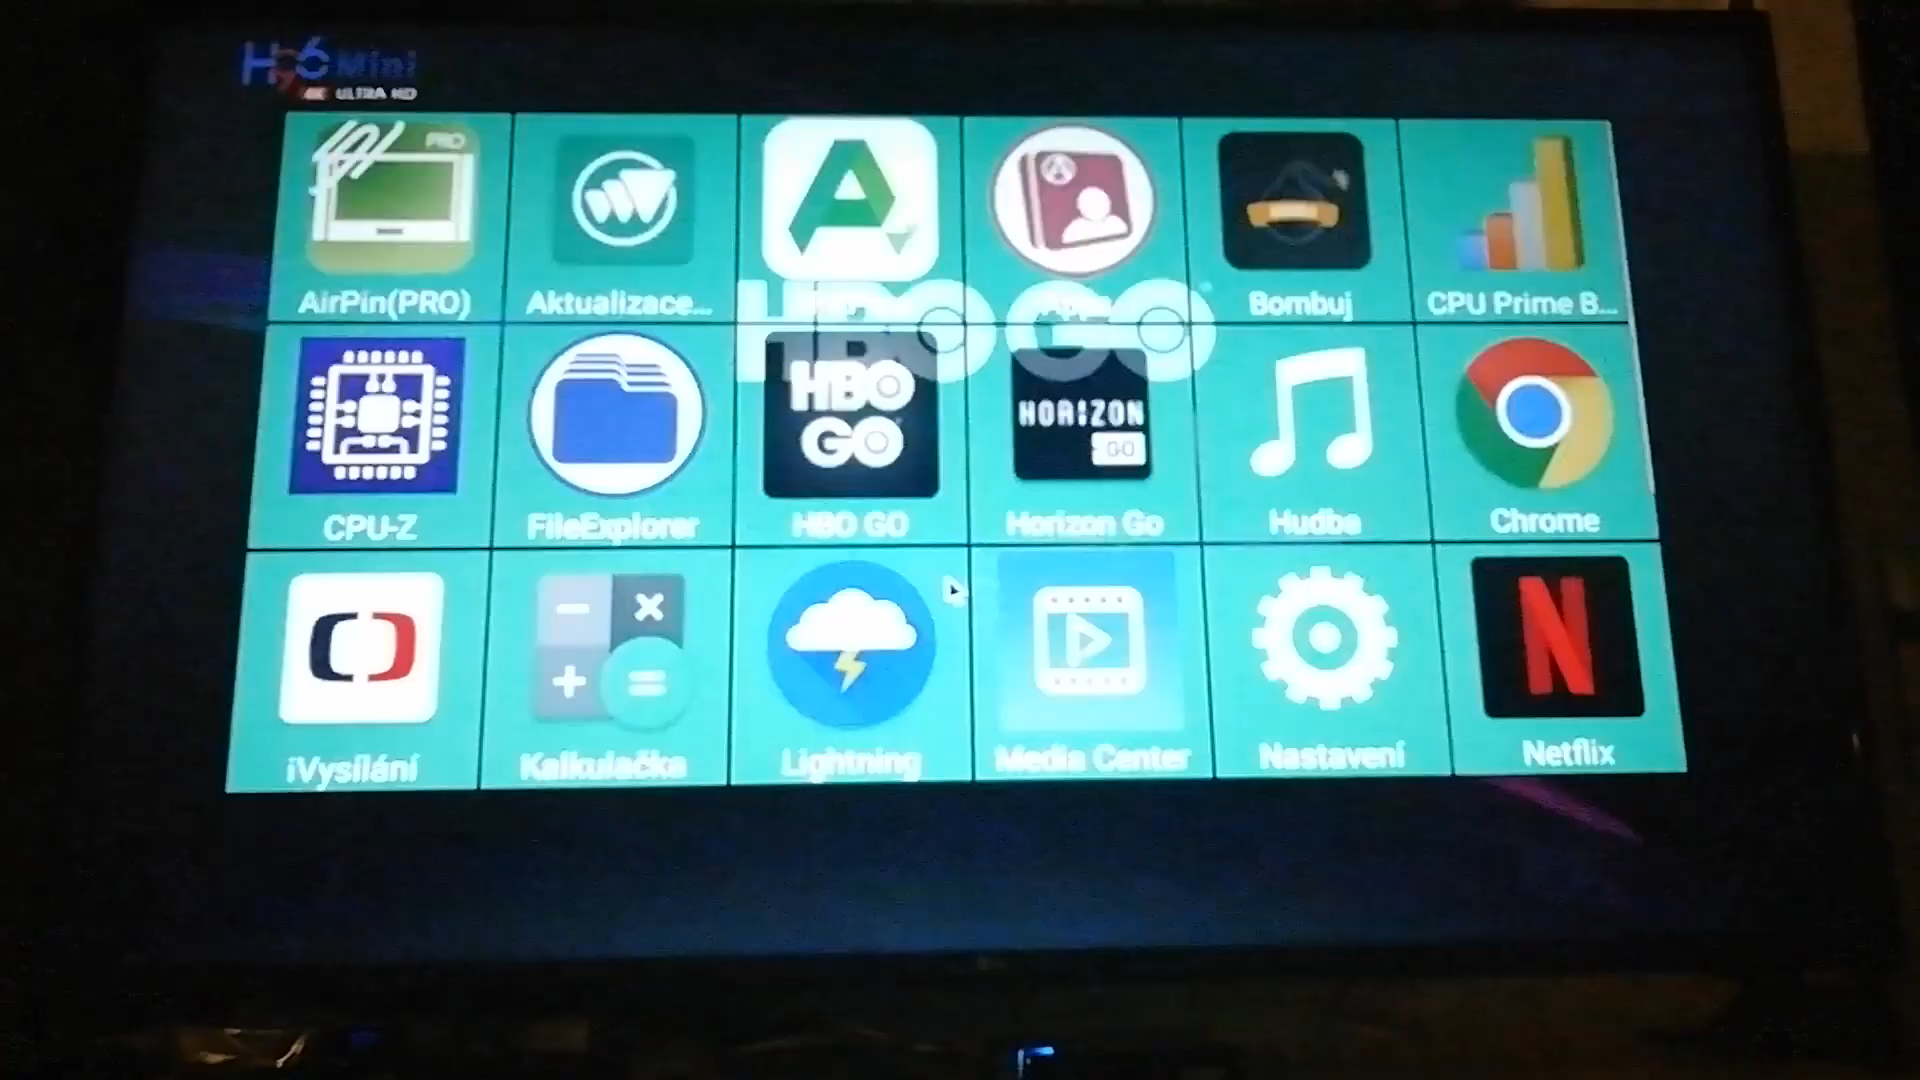 H96 Mini
4K ULTRA HD
PRO
AirPin(PRO)
Aktualizace...
Bombuj
CPU Prime B...
HBO GO
HBO
GO
HORIZON
GO
CPU-Z
FileExplorer
HBO GO
Horizon Go
Hudba
Chrome
iVysílání
Kalkulačka
Lightning
Media Center
Nastavení
Netflix